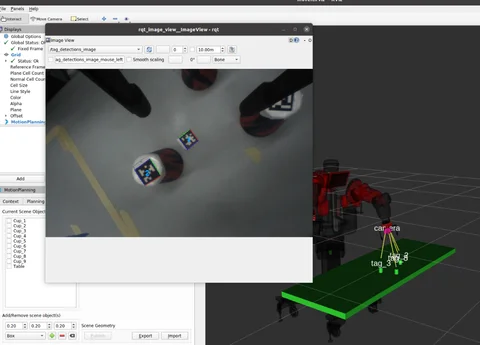 File Panels Help
Interact Move Camera Select
Displays
Global Options
Global Status:
Fixed Frame
Grid
Status: Ok
Reference Frame
Plane Cell Count
Normal Cell Count
Cell Size
Line Style
Color
Alpha
Plane
Offset
MotionPlanning
Add
MotionPlanning
Context Planning
Current Scene Objects
Cup_1
Cup_2
Cup_3
Cup_4
Cup_5
Cup_6
Cup_7
Cup_8
Cup_9
Table
Add/Remove scene object(s)
0.20 0.20 0.20
Box
Scene Geometry
Export Import
rqt_image_view__ImageView - rqt
Image View
/tag_detections_image
0 10.00m
ag_detections_image_mouse_left Smooth scaling 0° Bone
camera
tag_3